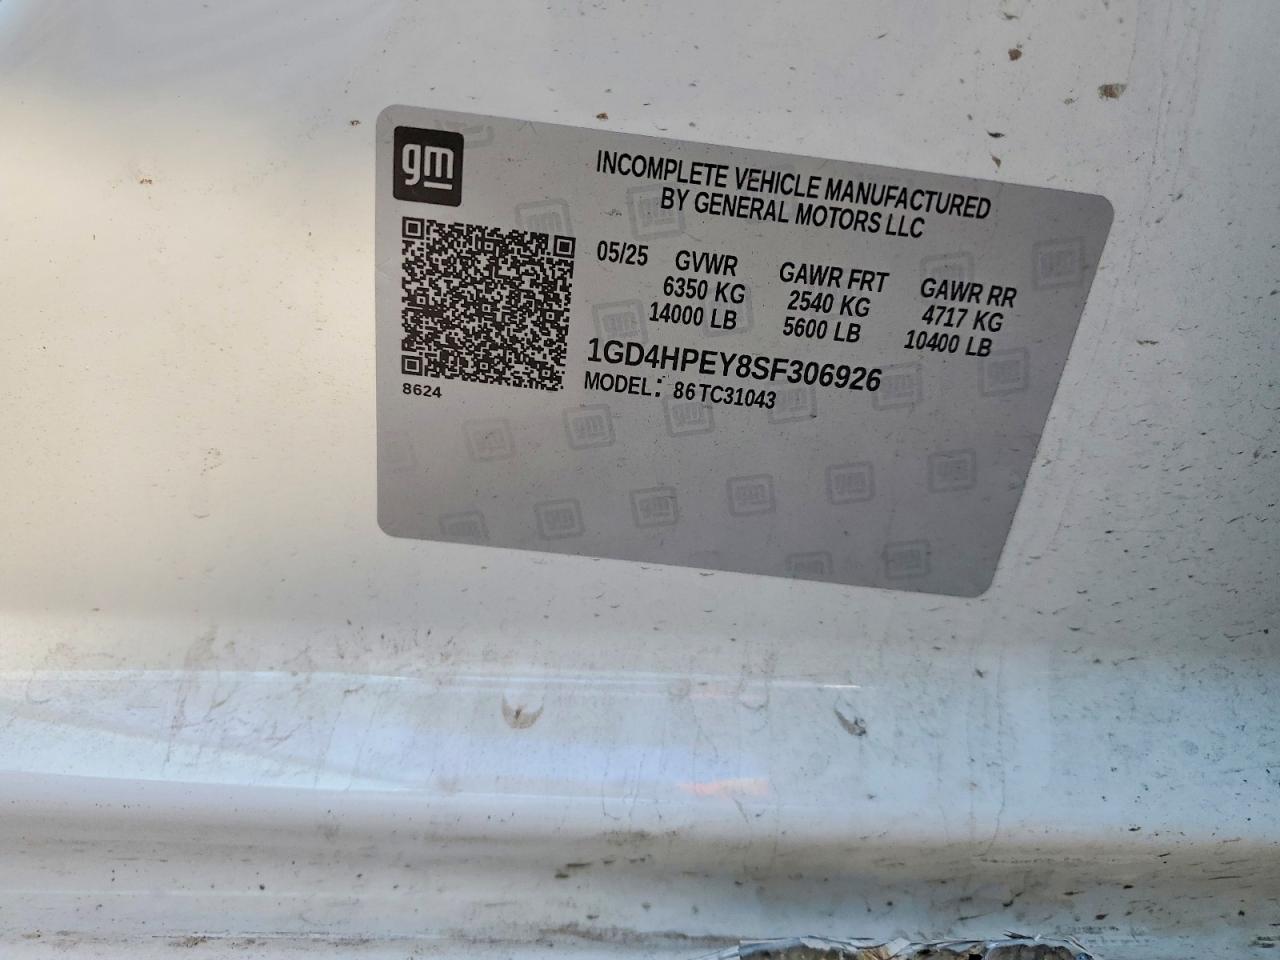 gm
INCOMPLETE VEHICLE MANUFACTURED
BY GENERAL MOTORS LLC
05/25 GVWR GAWR FRT GAWR RR
6350 KG 2540 KG 4717 KG
14000 LB 5600 LB 10400 LB
1GD4HPEY8SF306926
MODEL: 86TC31043
8624